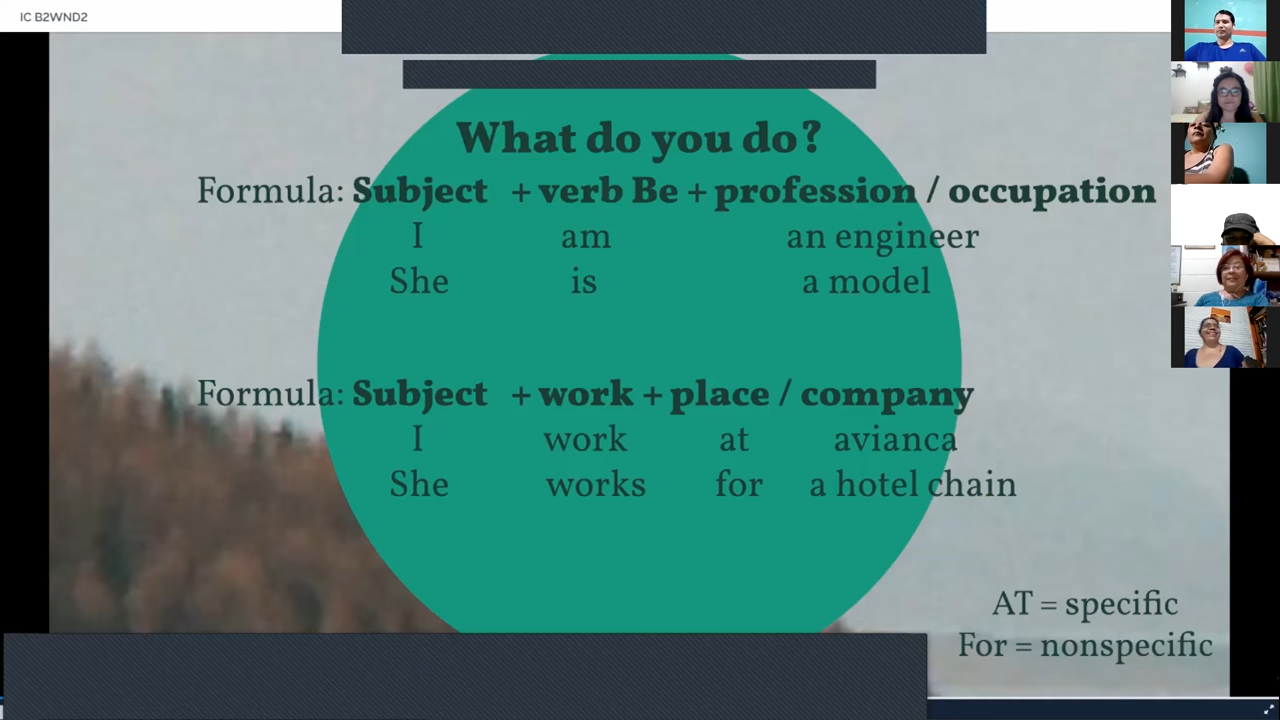 IC B2WND2
What do you do?
Formula: Subject + verb Be + profession / occupation
I am an engineer
She is a model
Formula: Subject + work + place / company
I work at avianca
She works for a hotel chain
AT = specific
For = nonspecific